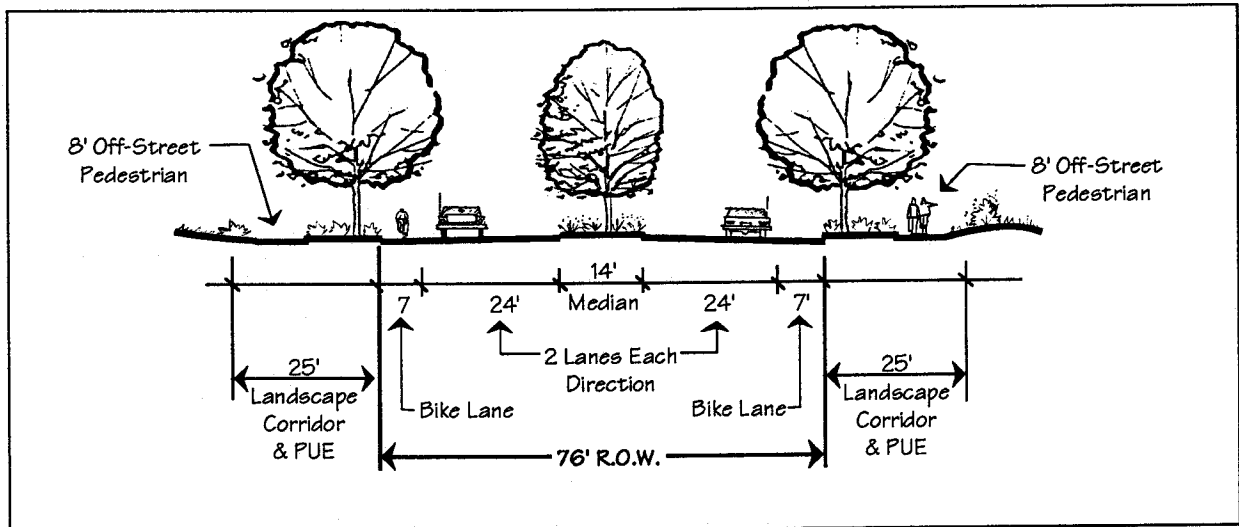 8' Off-Street
Pedestrian
8' Off-Street
Pedestrian
14'
Median
7
24'
24'
7'
2 Lanes Each
Direction
25'
Landscape
Corridor
& PUE
Bike Lane
Bike Lane
25'
Landscape
Corridor
& PUE
76' R.O.W.